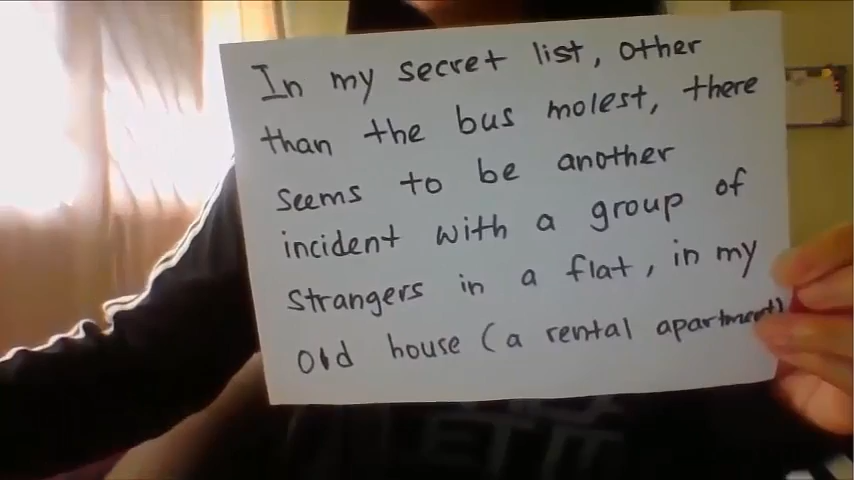 In my secret list, other
than the bus molest, there
seems to be another
incident with a group of
strangers in a flat, in my
old house (a rental apartment)